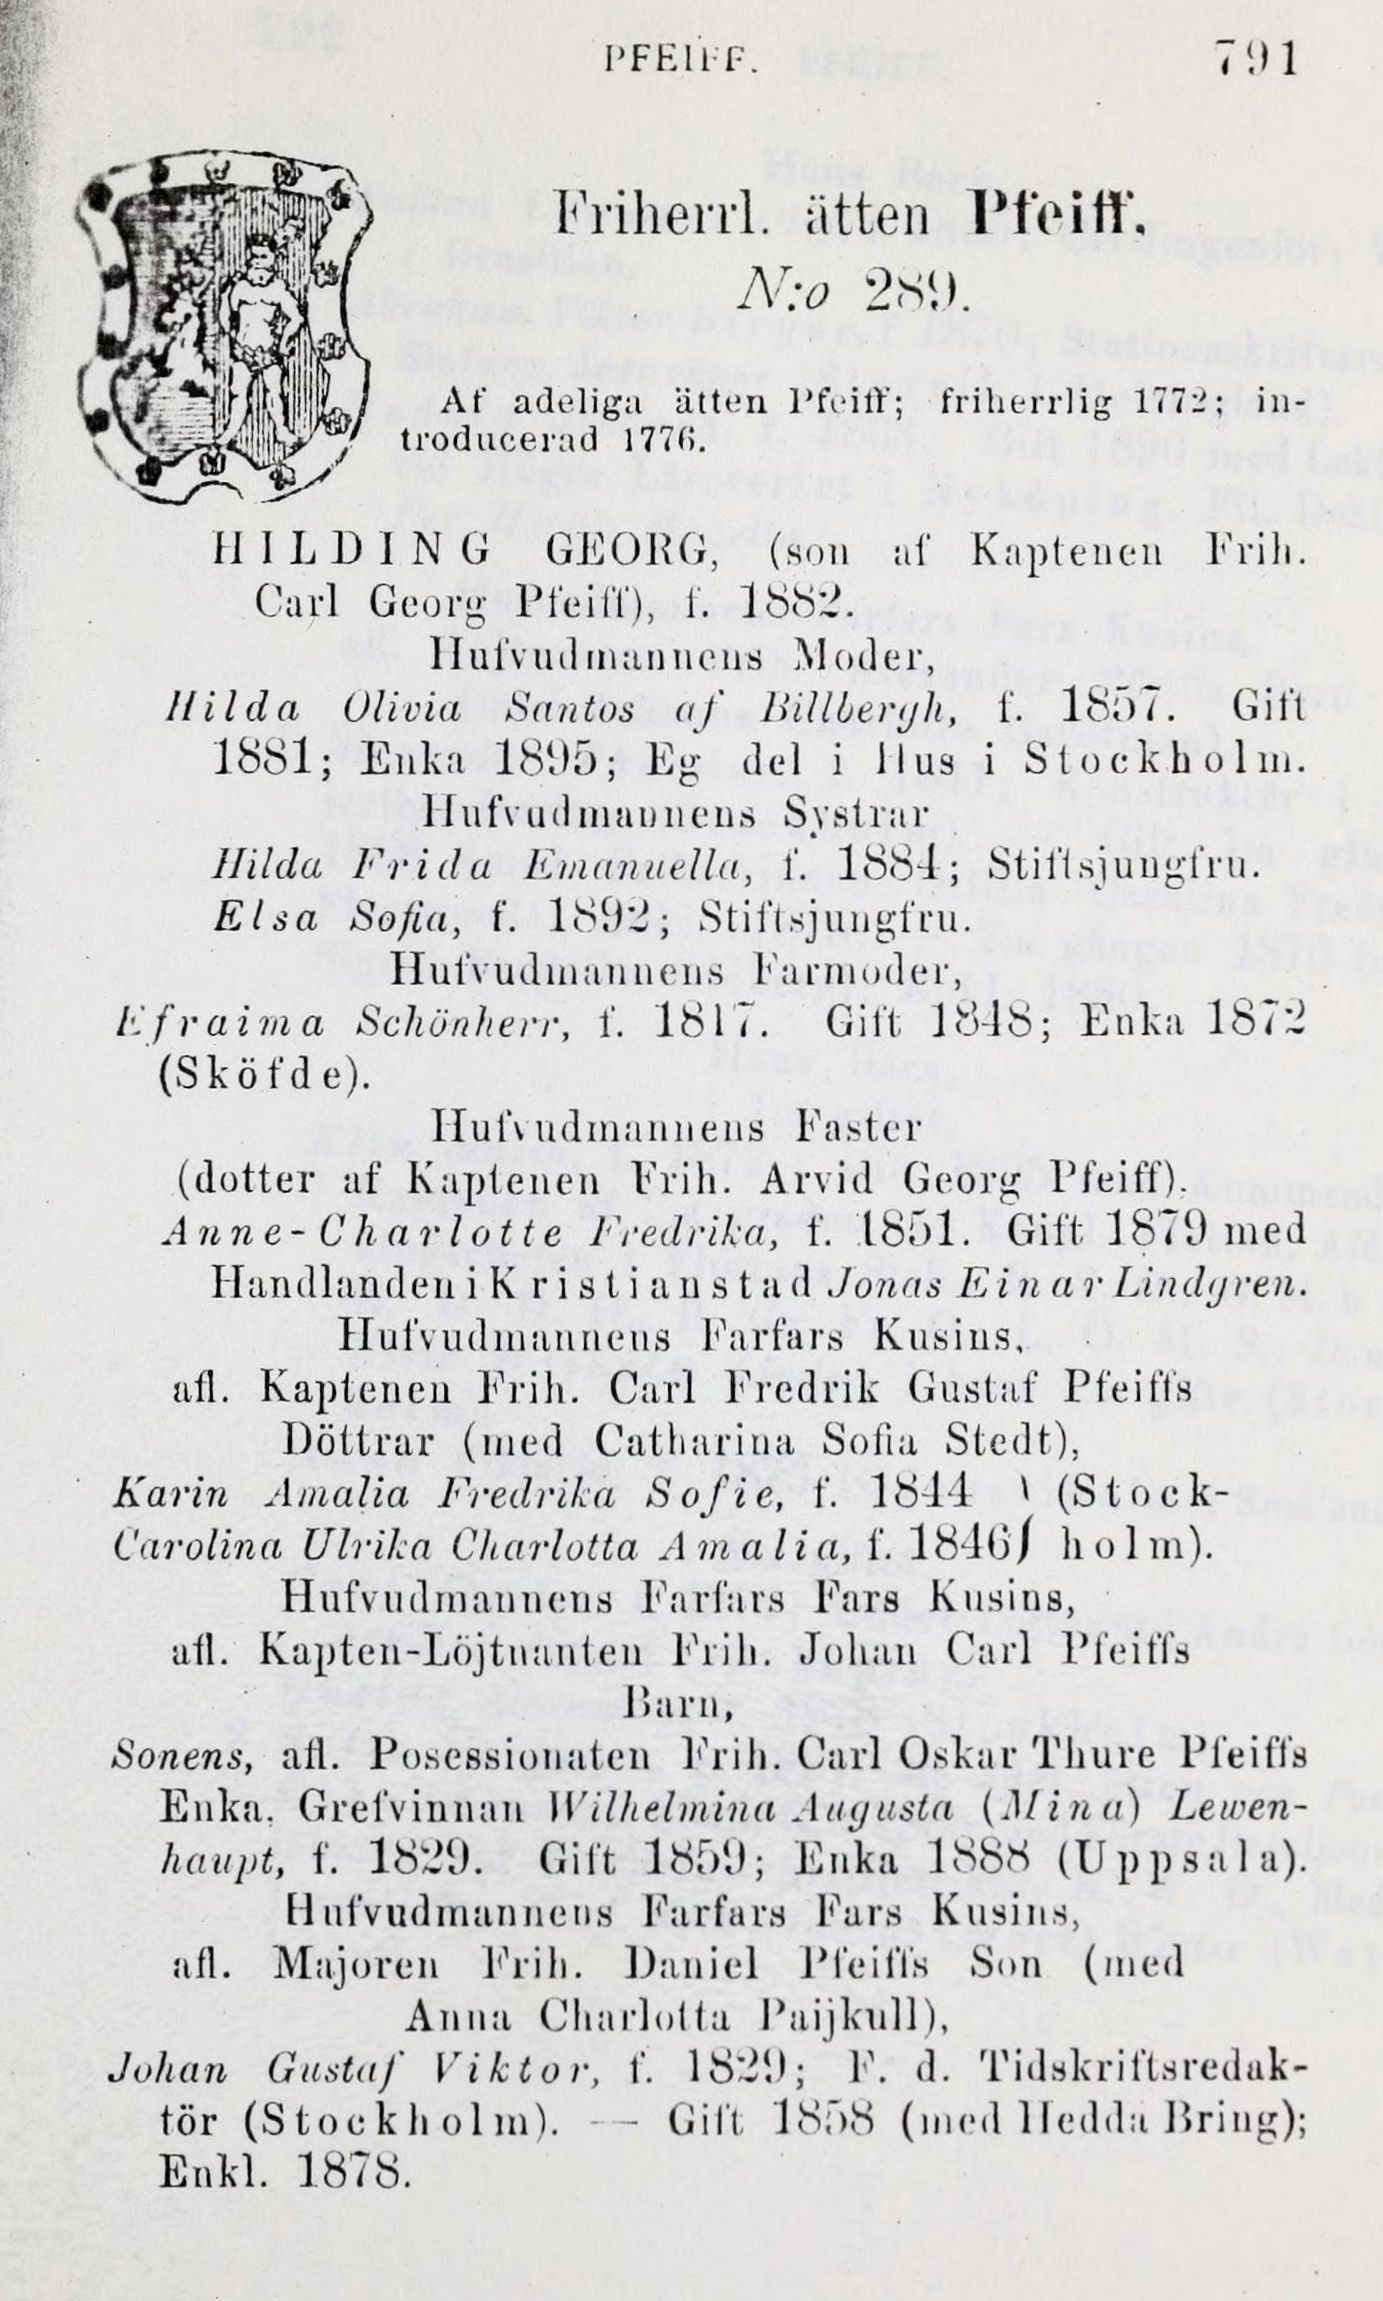 PFEIFF.
791
Friherrl. ätten Pfeiff.
N:o 289.
Af adeliga ätten Pfeiff; friherrlig 1772; in-
troducerad 1776.
HILDING GEORG, (son af Kaptenen Frih.
Carl Georg Pfeiff), f. 1882.
Hufvudmannens Moder,
Hilda Olivia Santos af Billbergh, f. 1857. Gift
1881; Enka 1895; Eg del i Hus i Stockholm.
Hufvudmannens Systrar
Hilda Frida Emanuella, f. 1884; Stiftsjungfru.
Elsa Sofia, f. 1892; Stiftsjungfru.
Hufvudmannens Farmoder,
Efraima Schönherr, f. 1817. Gift 1848; Enka 1872
(Sköfde).
Hufvudmannens Faster
(dotter af Kaptenen Frih. Arvid Georg Pfeiff).
Anne-Charlotte Fredrika, f. 1851. Gift 1879 med
Handlanden i Kristianstad Jonas Einar Lindgren.
Hufvudmannens Farfars Kusins,
afl. Kaptenen Frih. Carl Fredrik Gustaf Pfeiffs
Döttrar (med Catharina Sofia Stedt),
Karin Amalia Fredrika Sofie, f. 1844 } (Stock-
Carolina Ulrika Charlotta Amalia, f. 1846 } holm).
Hufvudmannens Farfars Fars Kusins,
afl. Kapten-Löjtnanten Frih. Johan Carl Pfeiffs
Barn,
Sonens, afl. Posessionaten Frih. Carl Oskar Thure Pfeiffs
Enka, Grefvinnan Wilhelmina Augusta (Mina) Lewen-
haupt, f. 1829. Gift 1859; Enka 1888 (Uppsala).
Hufvudmannens Farfars Fars Kusins,
afl. Majoren Frih. Daniel Pfeiffs Son (med
Anna Charlotta Paijkull),
Johan Gustaf Viktor, f. 1829; F. d. Tidskriftsredak-
tör (Stockholm). — Gift 1858 (med Hedda Bring);
Enkl. 1878.